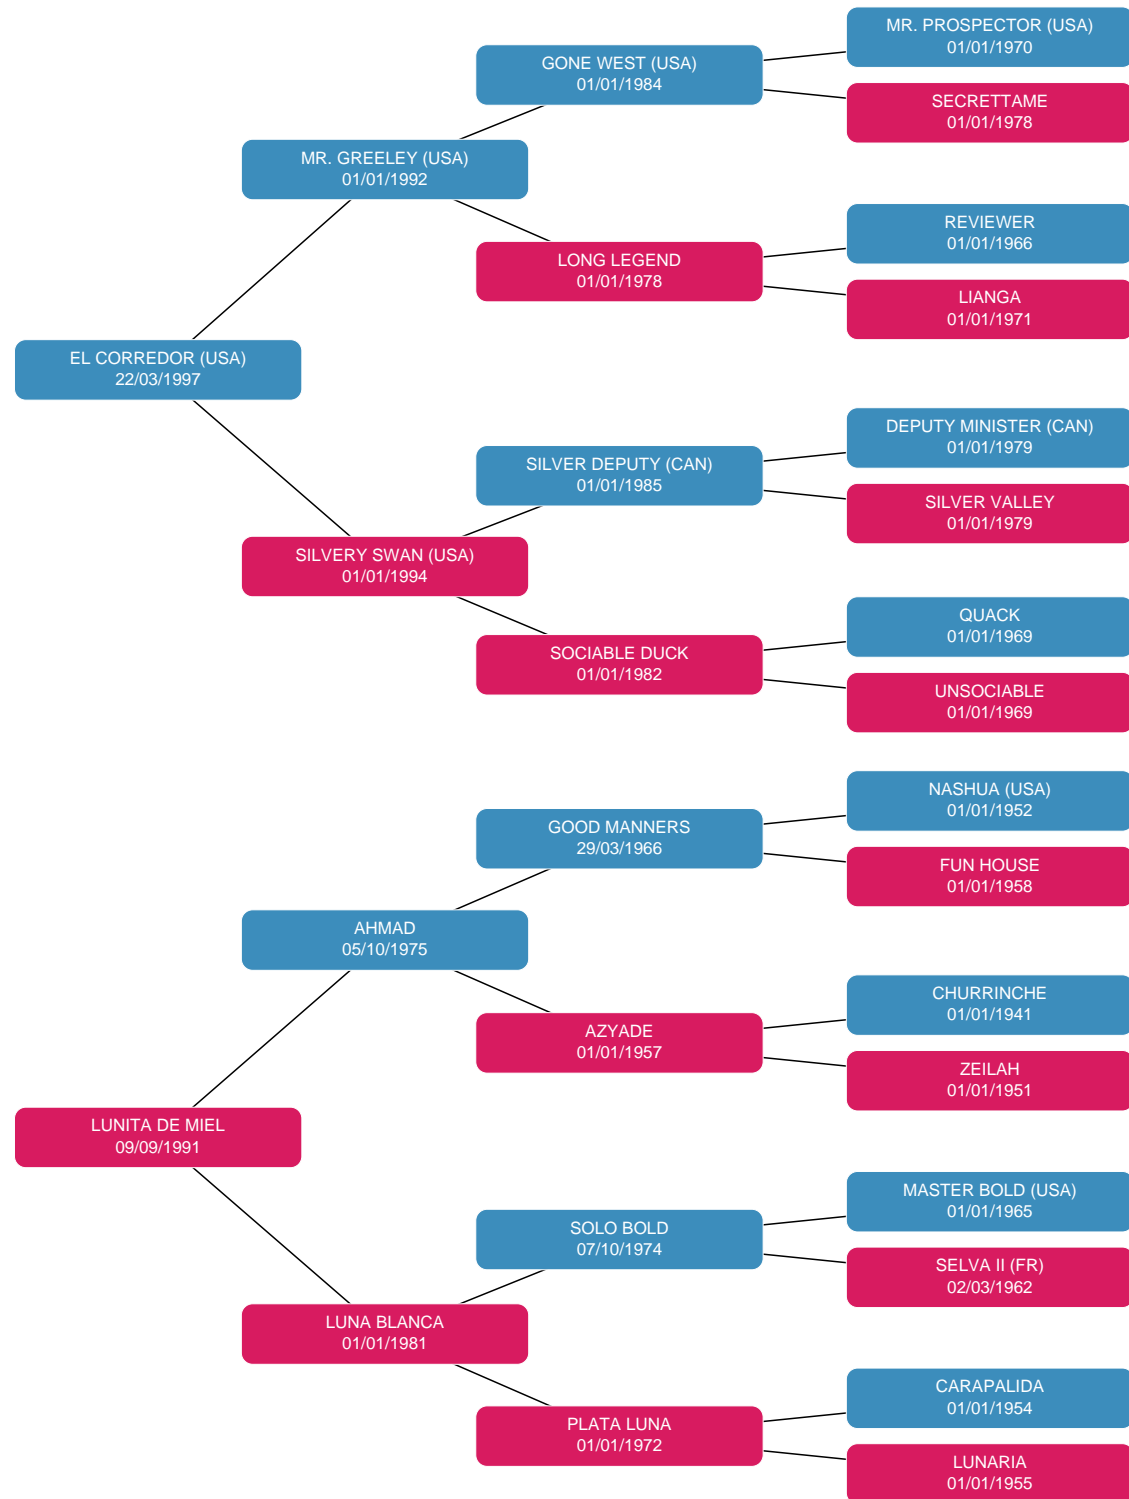 MR. PROSPECTOR (USA)
01/01/1970
GONE WEST (USA)
01/01/1984
SECRETTAME
01/01/1978
MR. GREELEY (USA)
01/01/1992
REVIEWER
01/01/1966
LONG LEGEND
01/01/1978
LIANGA
01/01/1971
EL CORREDOR (USA)
22/03/1997
DEPUTY MINISTER (CAN)
01/01/1979
SILVER DEPUTY (CAN)
01/01/1985
SILVER VALLEY
01/01/1979
SILVERY SWAN (USA)
01/01/1994
QUACK
01/01/1969
SOCIABLE DUCK
01/01/1982
UNSOCIABLE
01/01/1969
NASHUA (USA)
01/01/1952
GOOD MANNERS
29/03/1966
FUN HOUSE
01/01/1958
AHMAD
05/10/1975
CHURRINCHE
01/01/1941
AZYADE
01/01/1957
ZEILAH
01/01/1951
LUNITA DE MIEL
09/09/1991
MASTER BOLD (USA)
01/01/1965
SOLO BOLD
07/10/1974
SELVA II (FR)
02/03/1962
LUNA BLANCA
01/01/1981
CARAPALIDA
01/01/1954
PLATA LUNA
01/01/1972
LUNARIA
01/01/1955